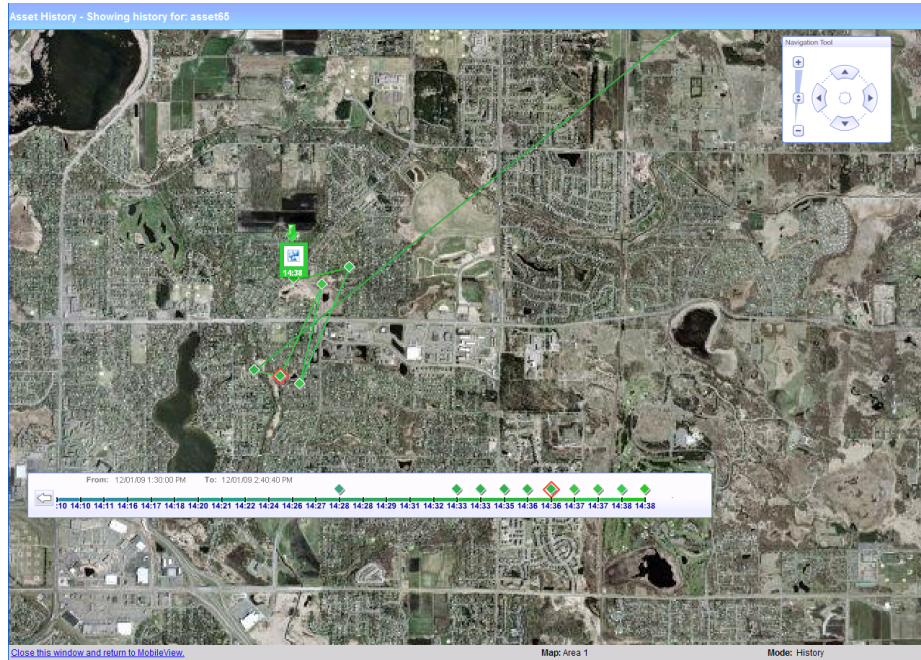 Asset History - Showing history for: asset65
Navigation Tool
14:38
From: 12/01/09 1:30:00 PM To: 12/01/09 2:40:40 PM
:10 14:10 14:11 14:16 14:17 14:18 14:20 14:21 14:22 14:24 14:26 14:27 14:28 14:28 14:29 14:31 14:32 14:33 14:33 14:35 14:36 14:36 14:37 14:37 14:38 14:38
Close this window and return to MobileView.
Map: Area 1
Mode: History